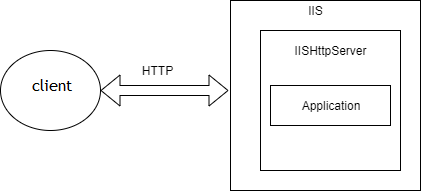 IIS
IISHttpServer
HTTP
client
Application